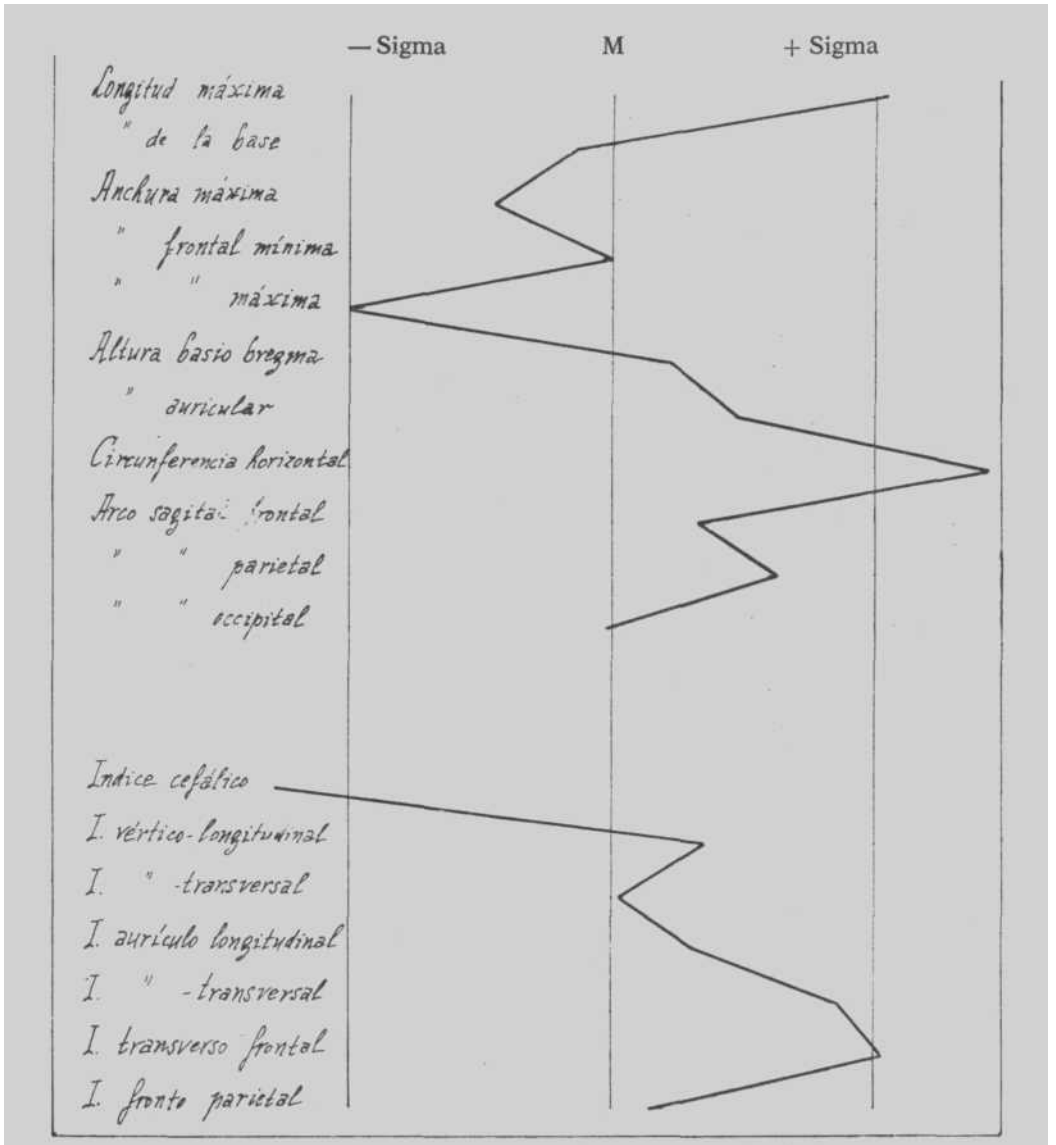 — Sigma M + Sigma
Longitud máxima
" de la base
Anchura máxima
" frontal mínima
" " máxima
Altura basio bregma
" auricular
Circunferencia horizontal
Arco sagital frontal
" " parietal
" " occipital
Indice cefálico
I. vértico-longitudinal
I. " -transversal
I. aurículo longitudinal
I. " -transversal
I. transverso frontal
I. fronto parietal